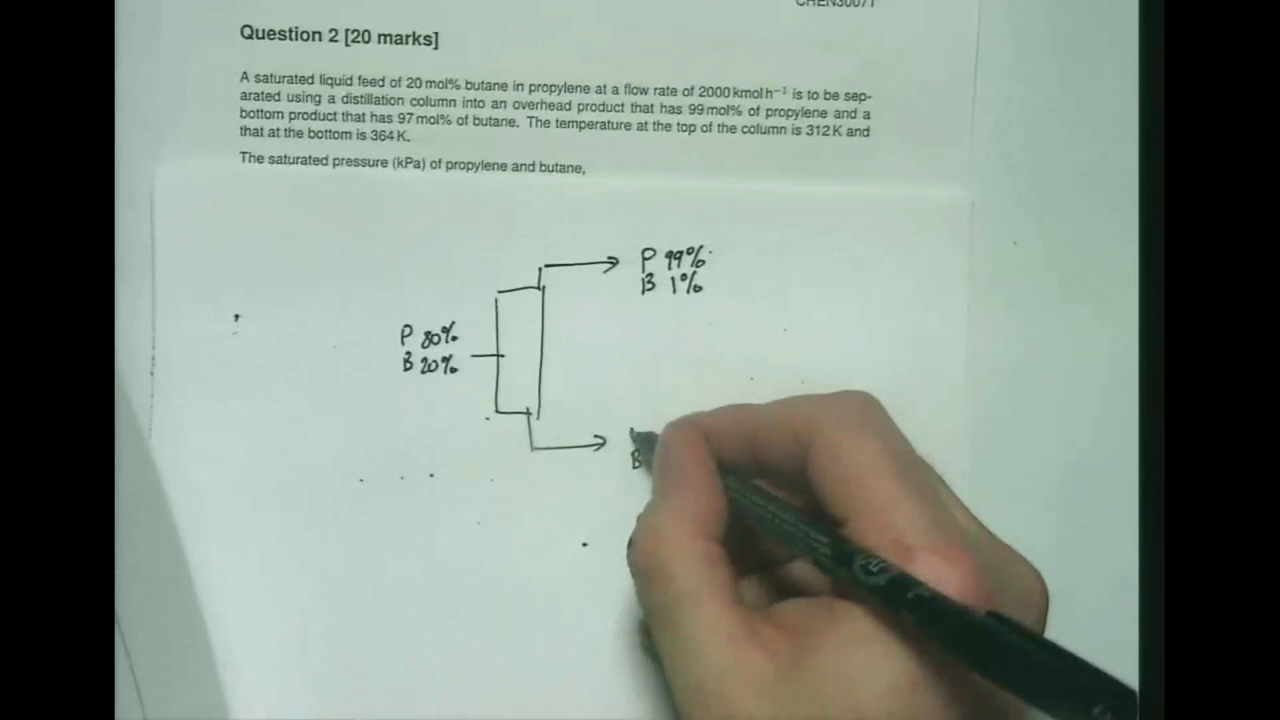 CHEN30071
Question 2 [20 marks]
A saturated liquid feed of 20 mol% butane in propylene at a flow rate of 2000 kmol h⁻¹ is to be sep-
arated using a distillation column into an overhead product that has 99 mol% of propylene and a
bottom product that has 97 mol% of butane. The temperature at the top of the column is 312 K and
that at the bottom is 364 K.
The saturated pressure (kPa) of propylene and butane,
P 99%
B 1%
P 80%
B 20%
B